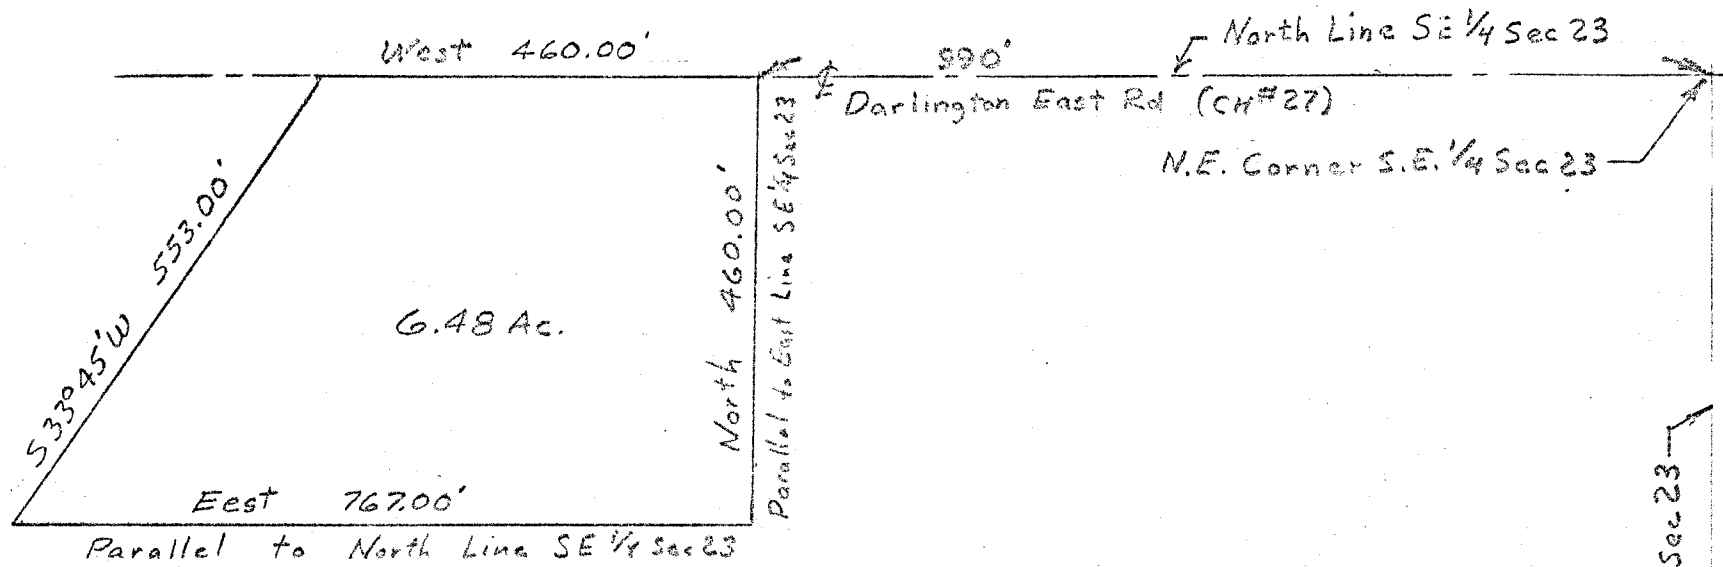 West 460.00'
990'
North Line SE 1/4 Sec 23
℄ Darlington East Rd (CH#27)
N.E. Corner S.E. 1/4 Sec 23
S33°45'W 553.00'
6.48 Ac.
North 460.00'
Parallel to East Line SE 1/4 Sec 23
East 767.00'
Parallel to North Line SE 1/4 Sec 23
Sec 23